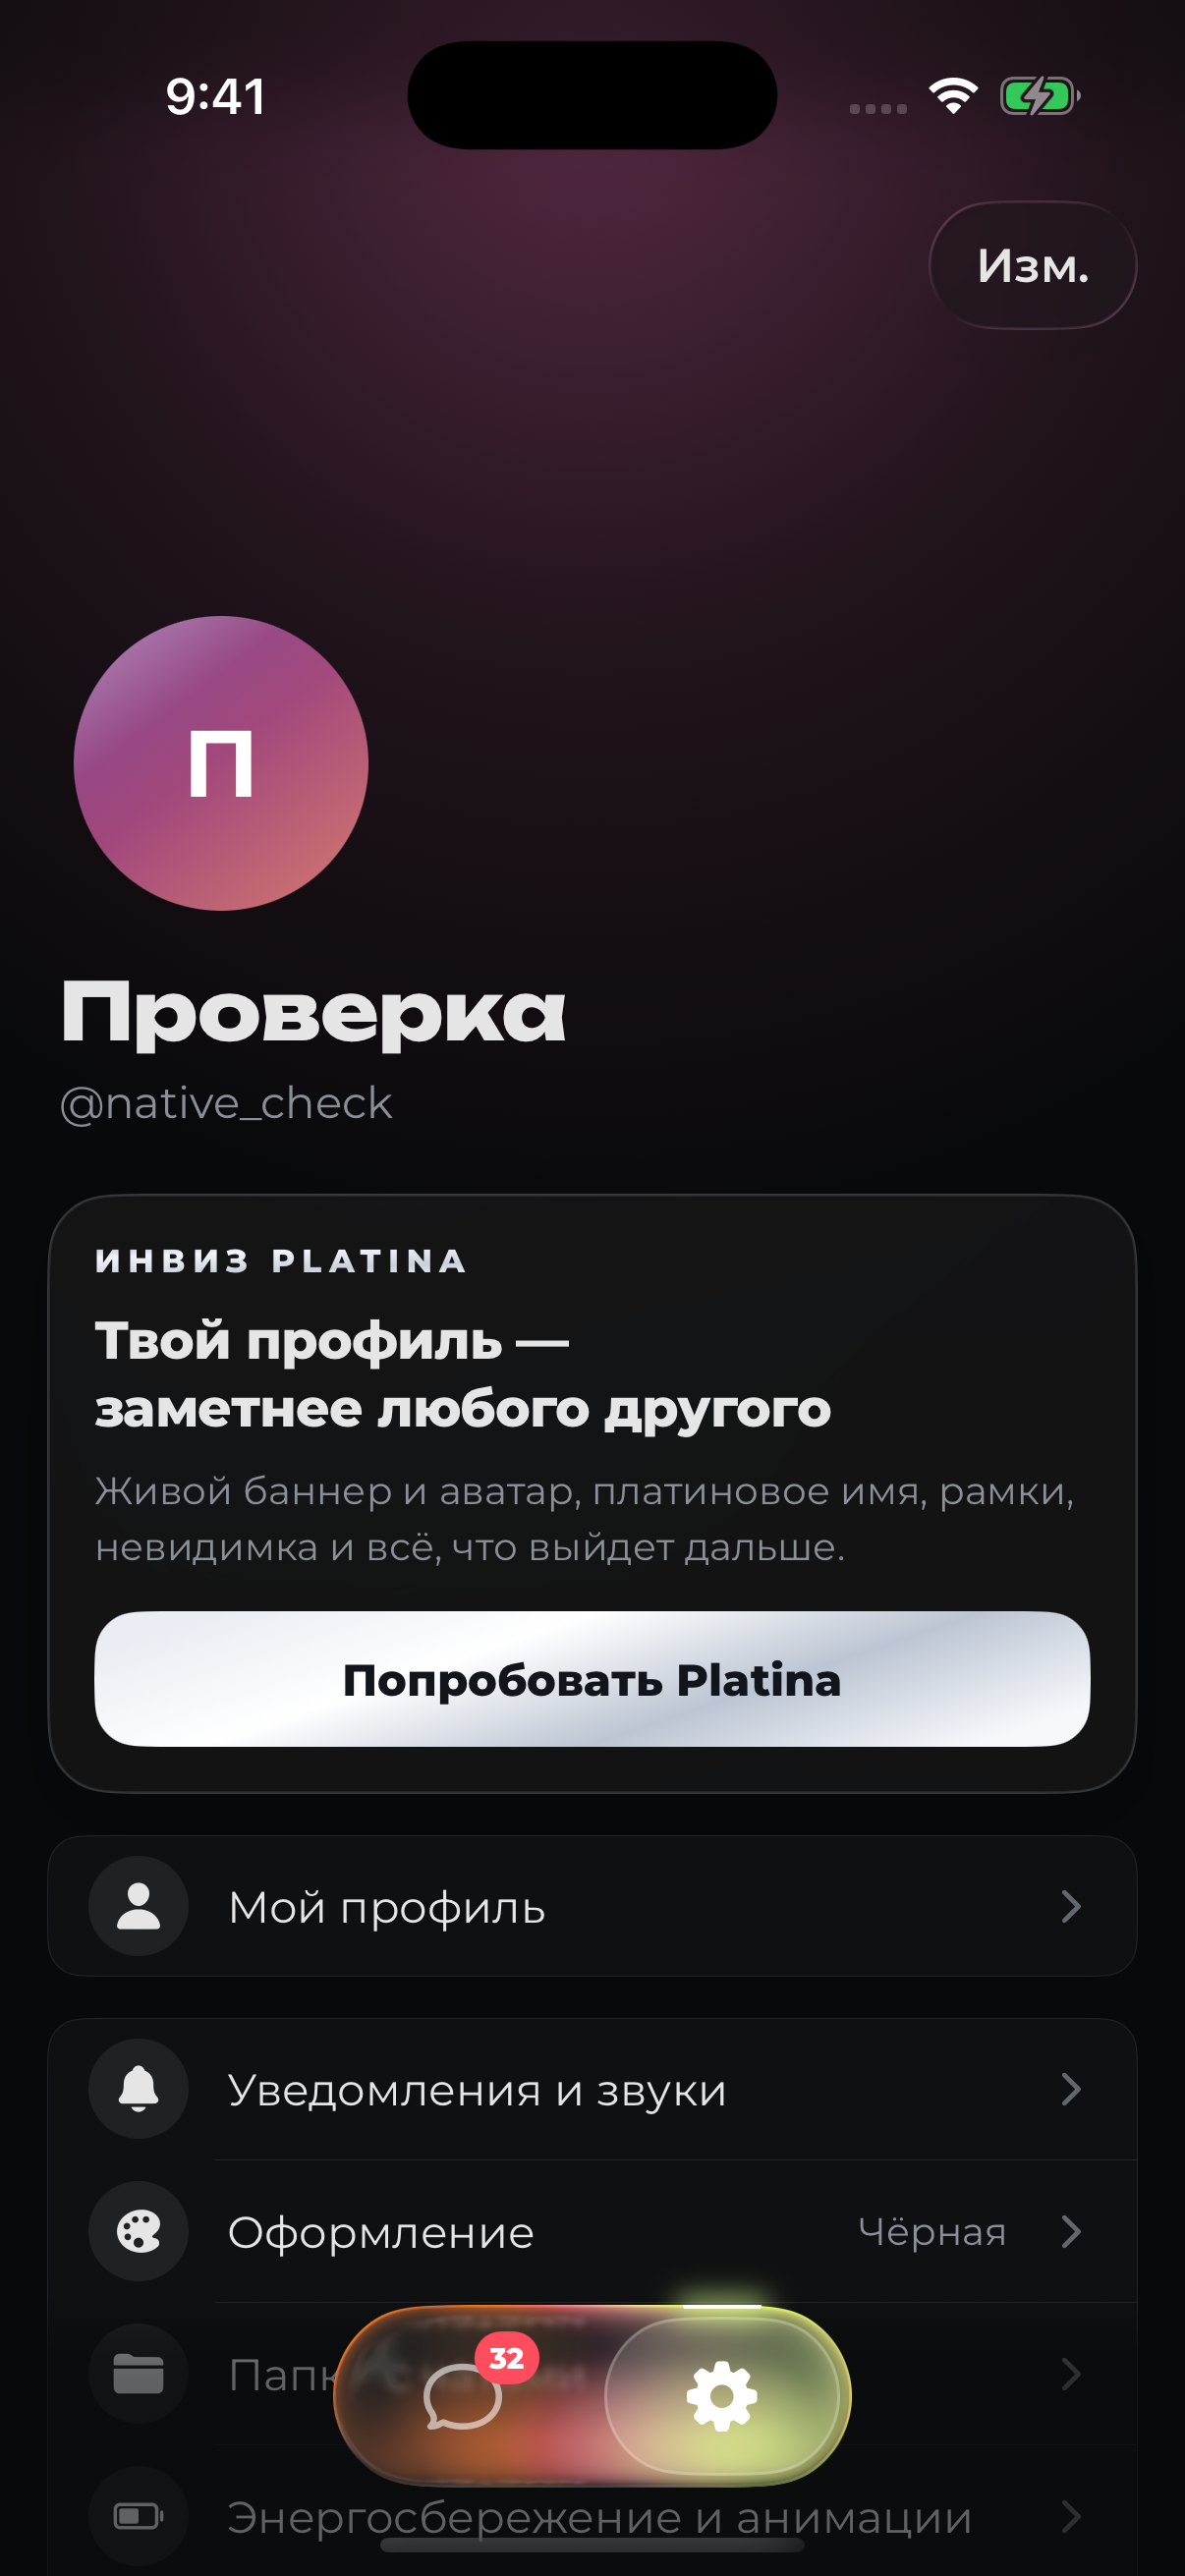 9:41
Изм.
П
Проверка
@native_check
ИНВИЗ PLATINA
Твой профиль —
заметнее любого другого
Живой баннер и аватар, платиновое имя, рамки,
невидимка и всё, что выйдет дальше.
Попробовать Platina
Мой профиль
Уведомления и звуки
Оформление
Чёрная
32
Энергосбережение и анимации